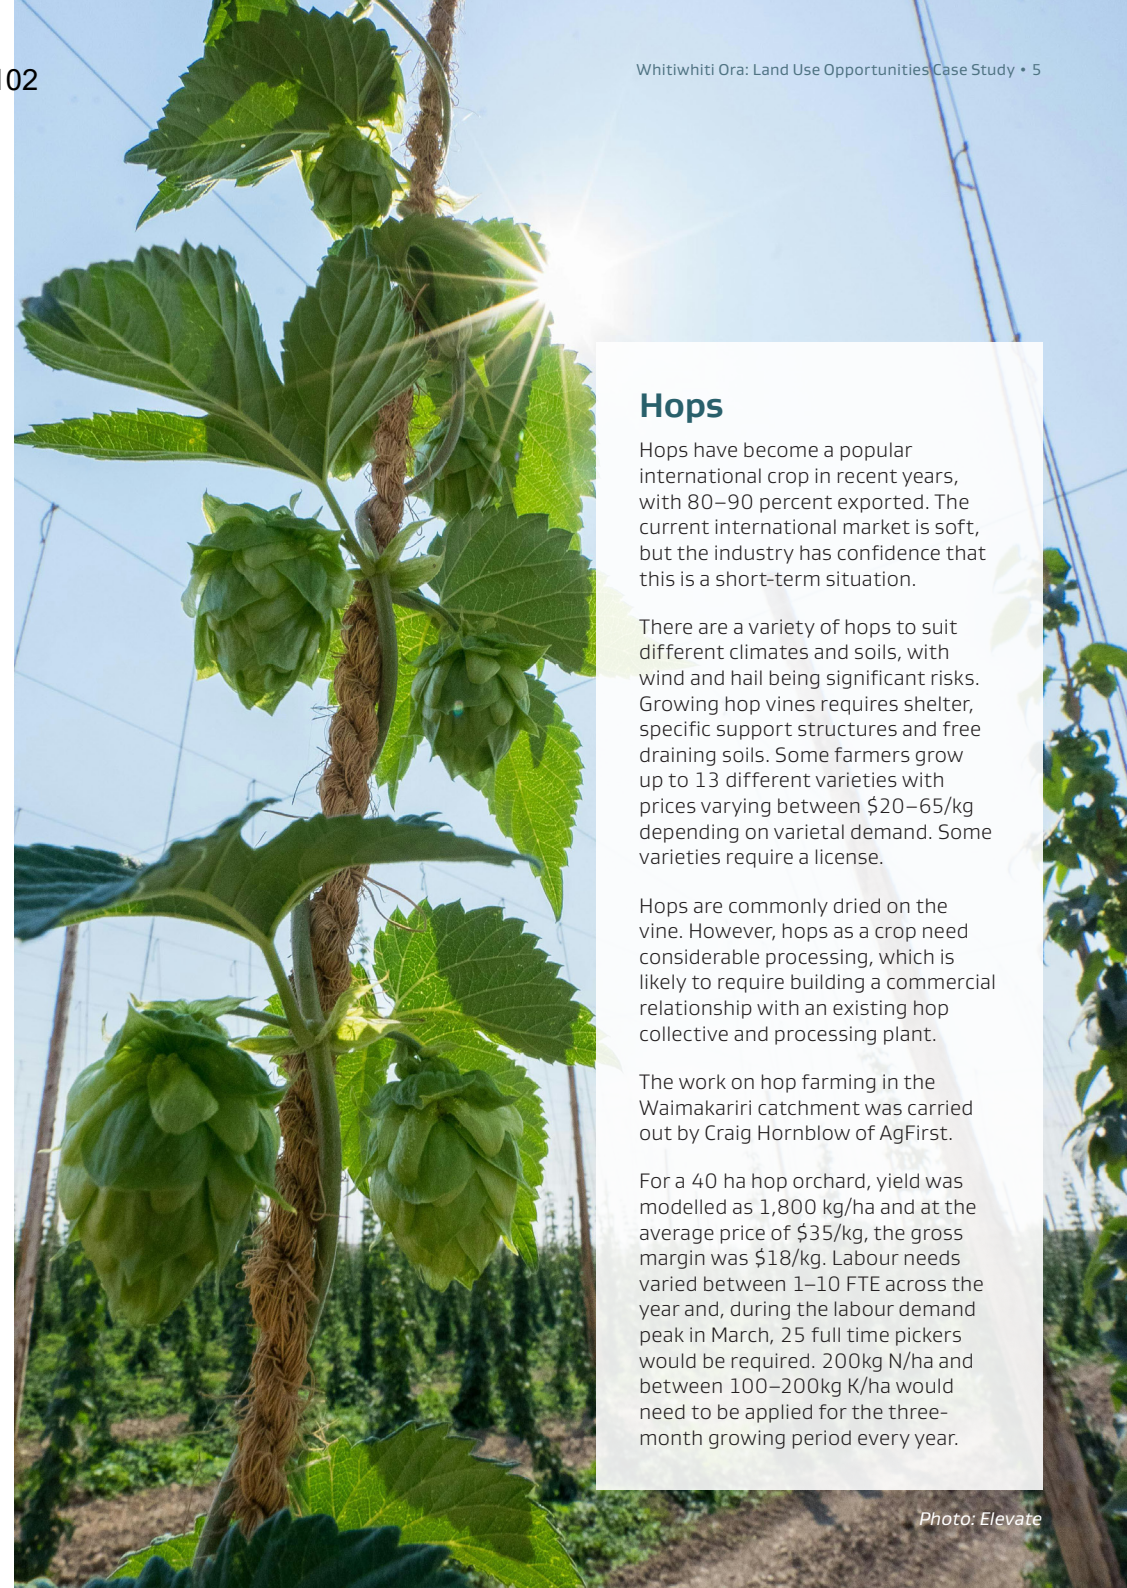 Whitiwhiti Ora: Land Use Opportunities Case Study • 5
102
Hops
Hops have become a popular
international crop in recent years,
with 80–90 percent exported. The
current international market is soft,
but the industry has confidence that
this is a short-term situation.
There are a variety of hops to suit
different climates and soils, with
wind and hail being significant risks.
Growing hop vines requires shelter,
specific support structures and free
draining soils. Some farmers grow
up to 13 different varieties with
prices varying between $20–65/kg
depending on varietal demand. Some
varieties require a license.
Hops are commonly dried on the
vine. However, hops as a crop need
considerable processing, which is
likely to require building a commercial
relationship with an existing hop
collective and processing plant.
The work on hop farming in the
Waimakariri catchment was carried
out by Craig Hornblow of AgFirst.
For a 40 ha hop orchard, yield was
modelled as 1,800 kg/ha and at the
average price of $35/kg, the gross
margin was $18/kg. Labour needs
varied between 1–10 FTE across the
year and, during the labour demand
peak in March, 25 full time pickers
would be required. 200kg N/ha and
between 100–200kg K/ha would
need to be applied for the three-
month growing period every year.
Photo: Elevate